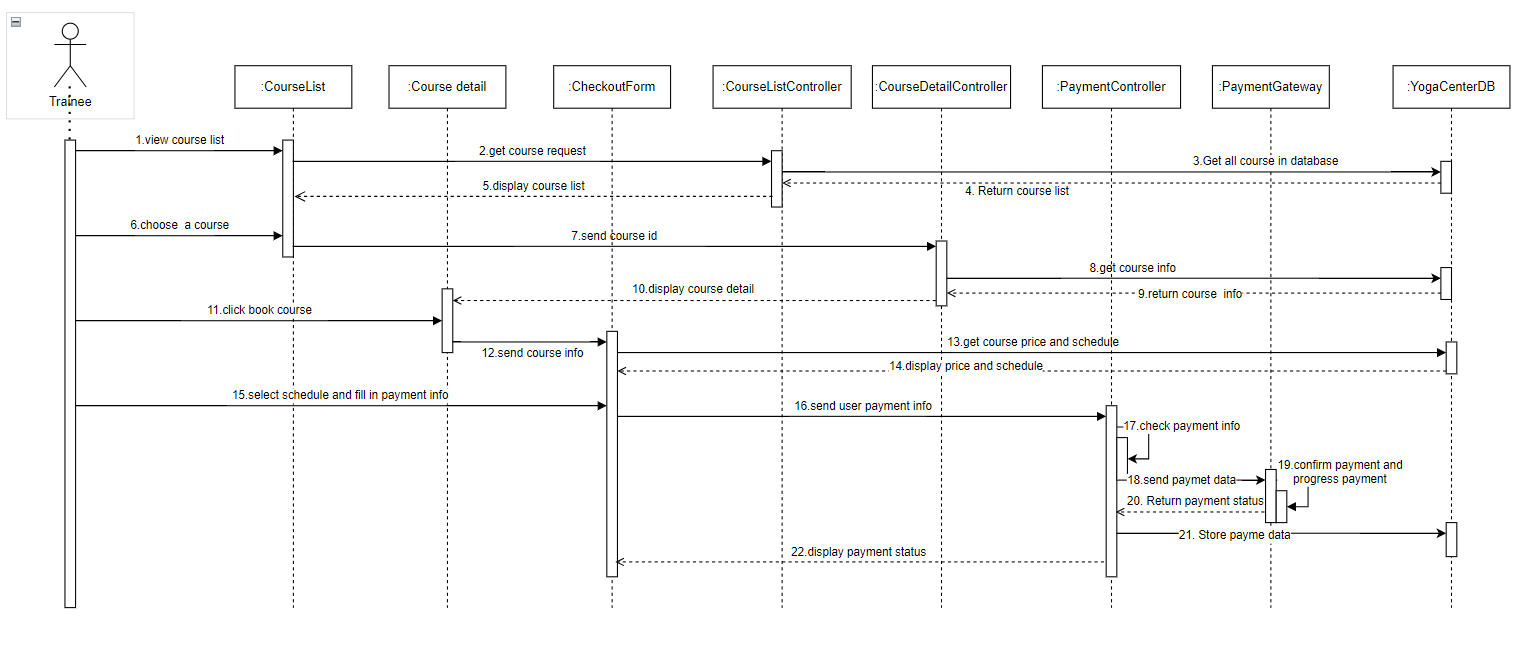 Trainee
:CourseList
:Course detail
:CheckoutForm
:CourseListController
:CourseDetailController
:PaymentController
:PaymentGateway
:YogaCenterDB
1.view course list
2.get course request
3.Get all course in database
4. Return course list
5.display course list
6.choose a course
7.send course id
8.get course info
9.return course info
10.display course detail
11.click book course
12.send course info
13.get course price and schedule
14.display price and schedule
15.select schedule and fill in payment info
16.send user payment info
17.check payment info
18.send paymet data
19.confirm payment and
progress payment
20. Return payment status
21. Store payme data
22.display payment status